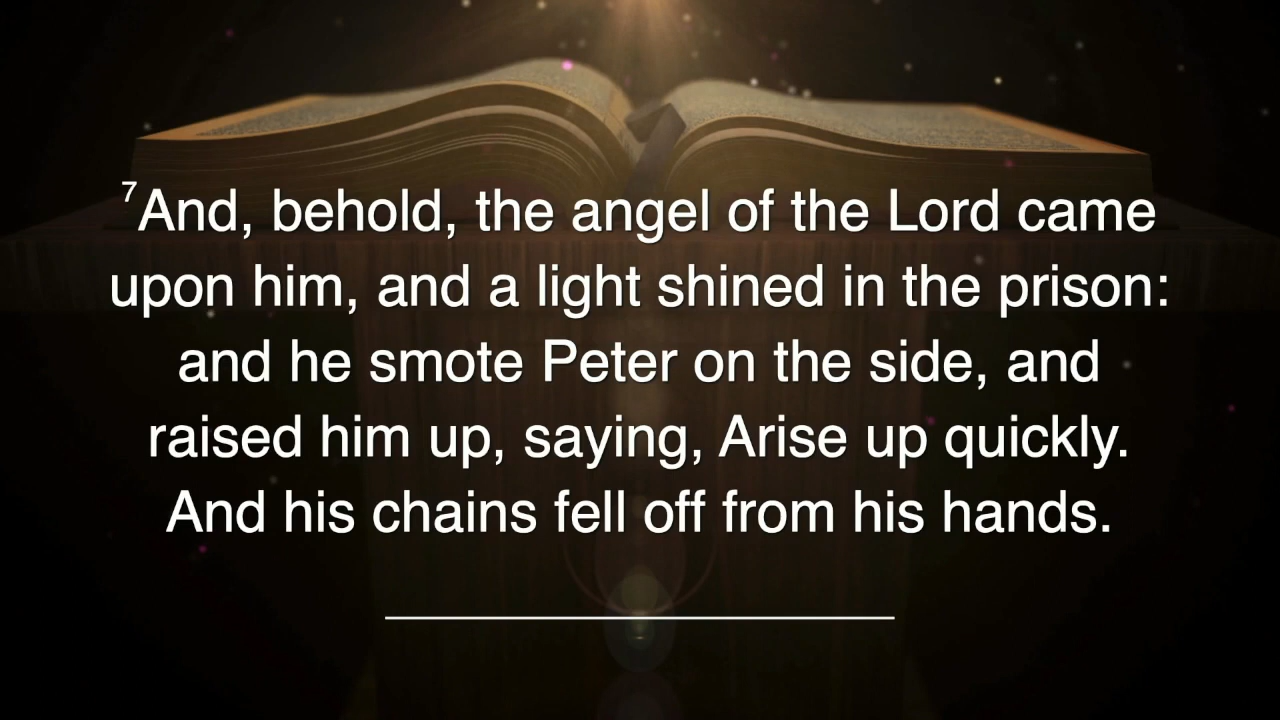 7And, behold, the angel of the Lord came
upon him, and a light shined in the prison:
and he smote Peter on the side, and
raised him up, saying, Arise up quickly.
And his chains fell off from his hands.